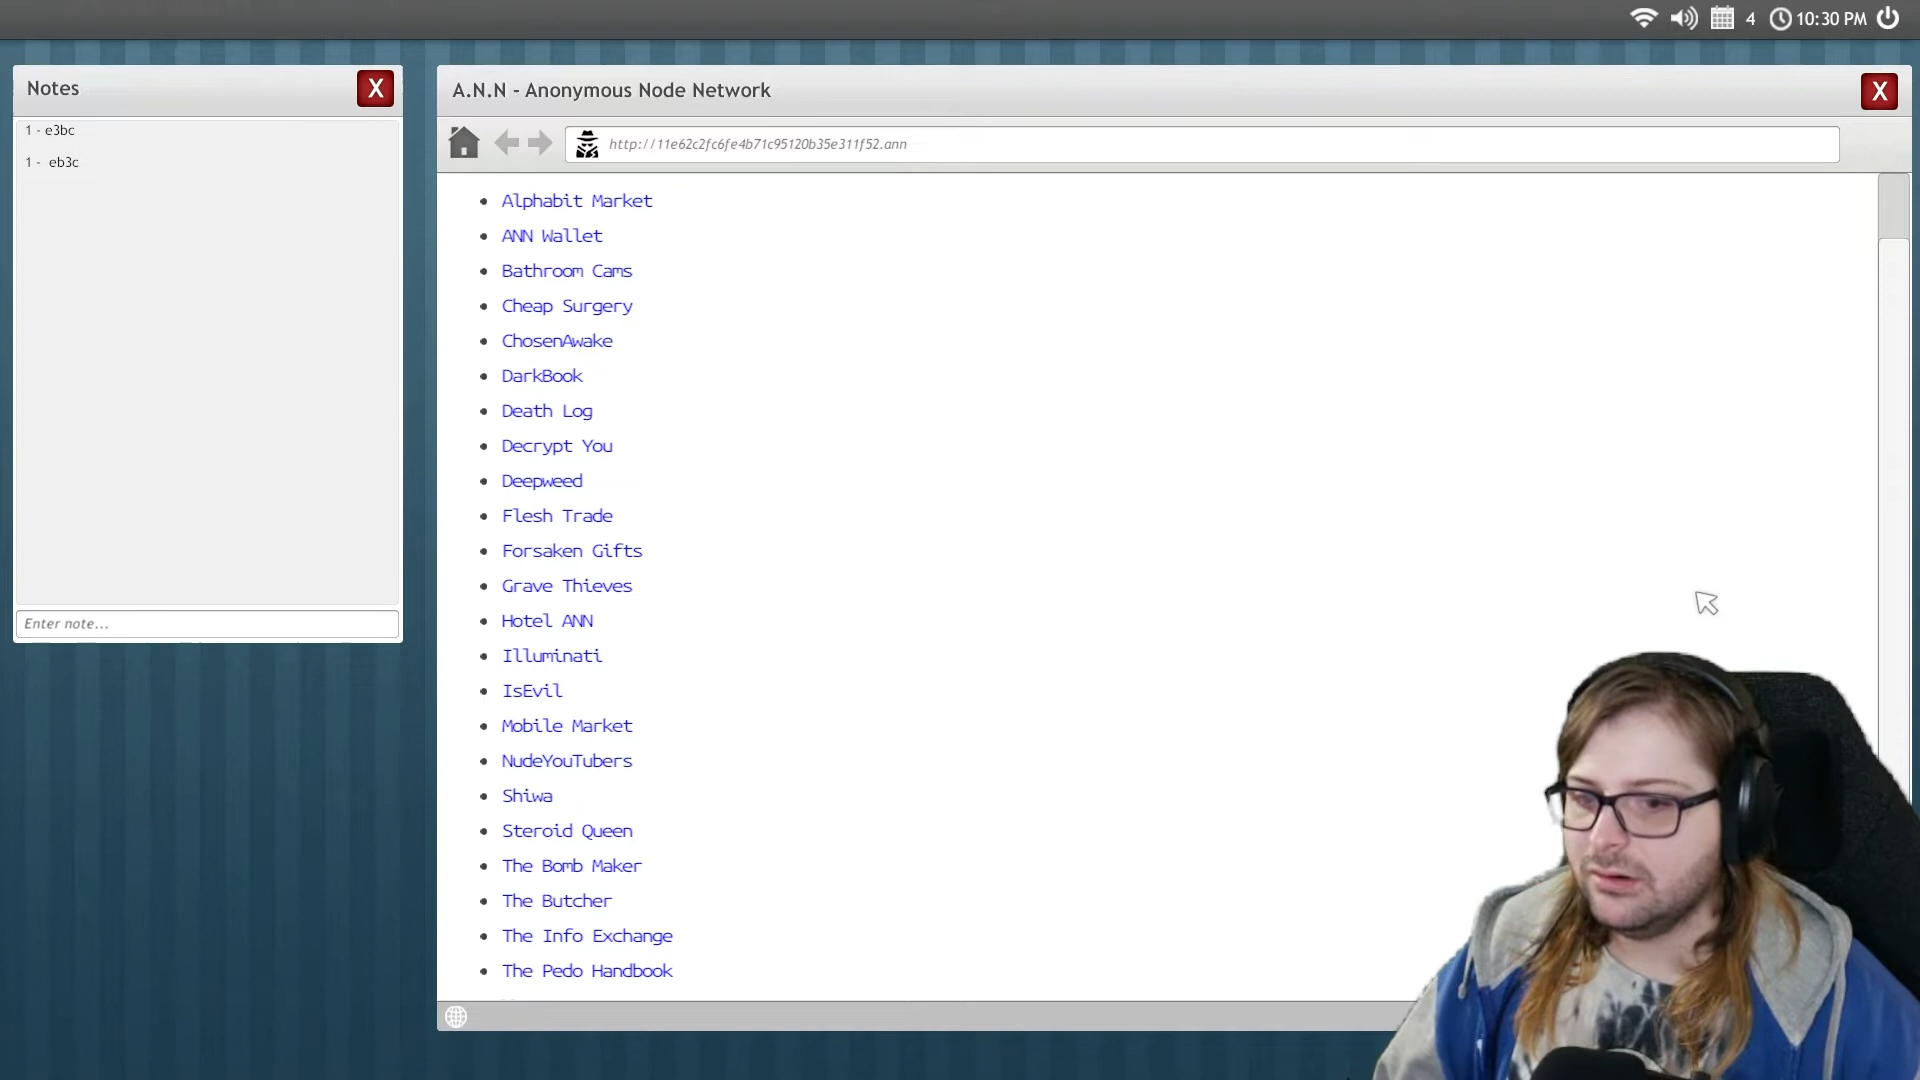 4 10:30 PM
Notes X
1 - e3bc
1 - eb3c
Enter note...
A.N.N - Anonymous Node Network X
http://11e62c2fc6fe4b71c95120b35e311f52.ann
Alphabit Market
ANN Wallet
Bathroom Cams
Cheap Surgery
ChosenAwake
DarkBook
Death Log
Decrypt You
Deepweed
Flesh Trade
Forsaken Gifts
Grave Thieves
Hotel ANN
Illuminati
IsEvil
Mobile Market
NudeYouTubers
Shiwa
Steroid Queen
The Bomb Maker
The Butcher
The Info Exchange
The Pedo Handbook